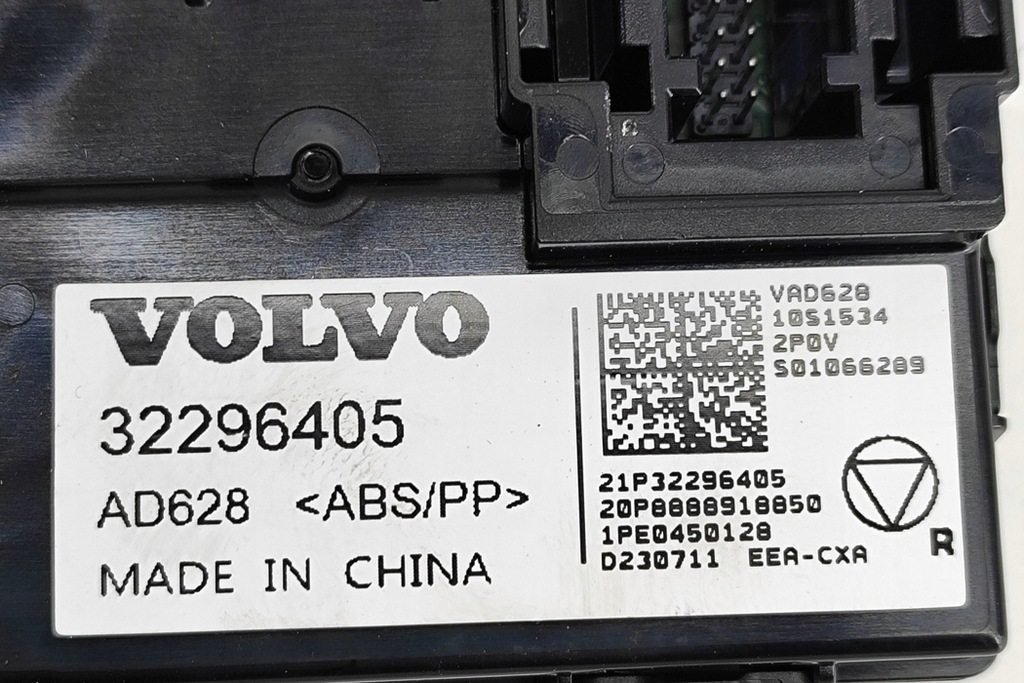 VOLVO
32296405
AD628 <ABS/PP>
MADE IN CHINA
VAD628
10S1534
2P0V
S01066289
21P32296405
20P8888918850
1PE0450128
D230711 EEA-CXA
R